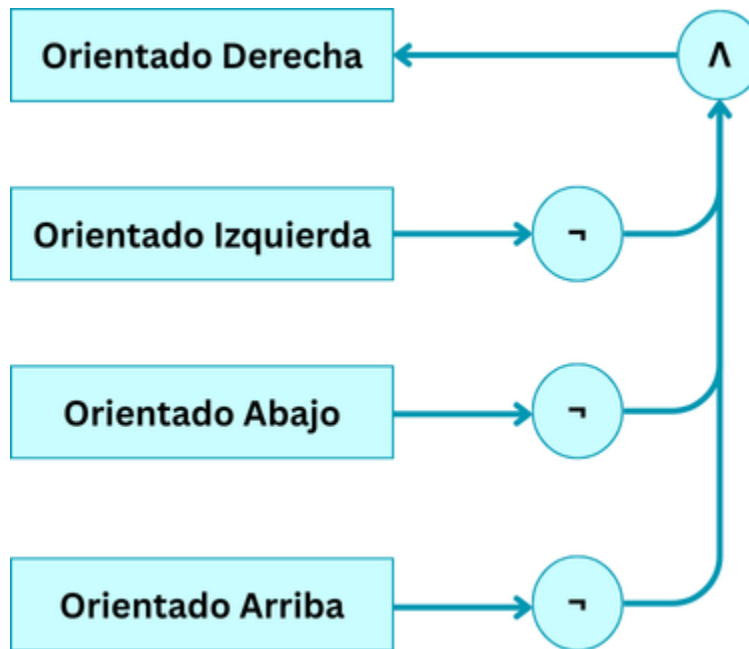 Orientado Derecha
Λ
Orientado Izquierda
¬
Orientado Abajo
¬
Orientado Arriba
¬